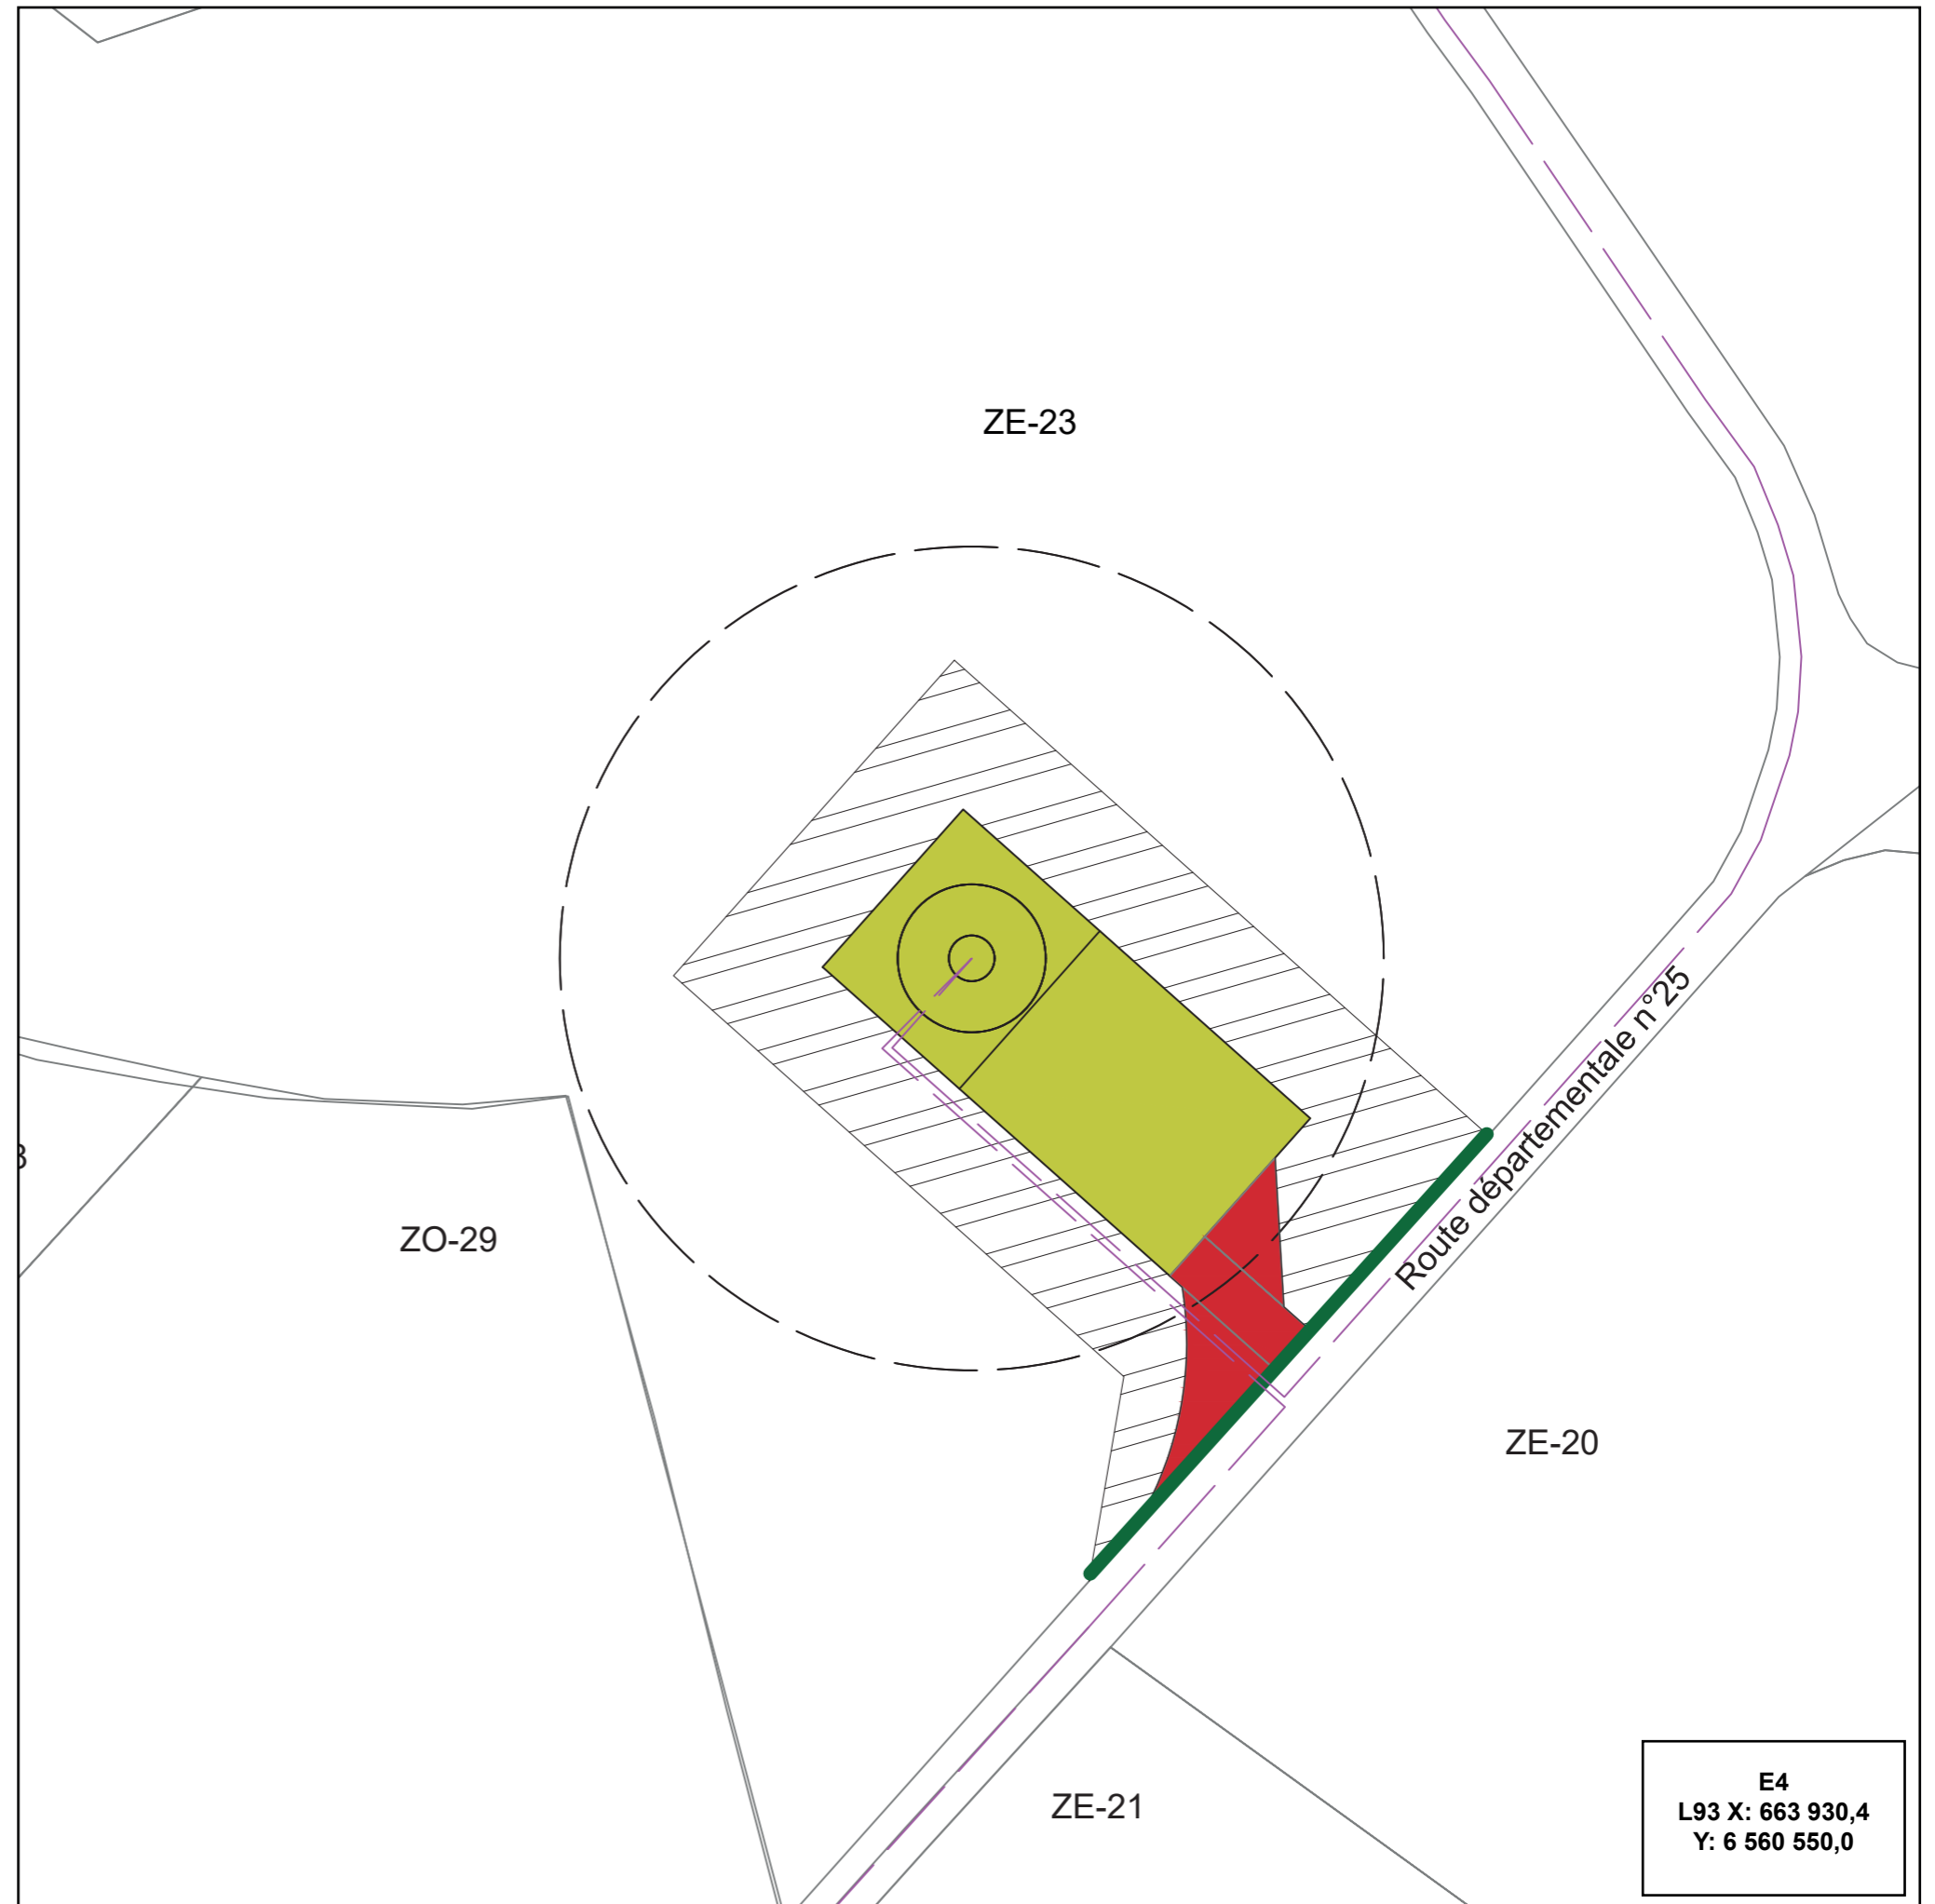 ZE-23
Route départementale n°25
ZO-29
ZE-20
ZE-21
E4
L93 X: 663 930,4
Y: 6 560 550,0